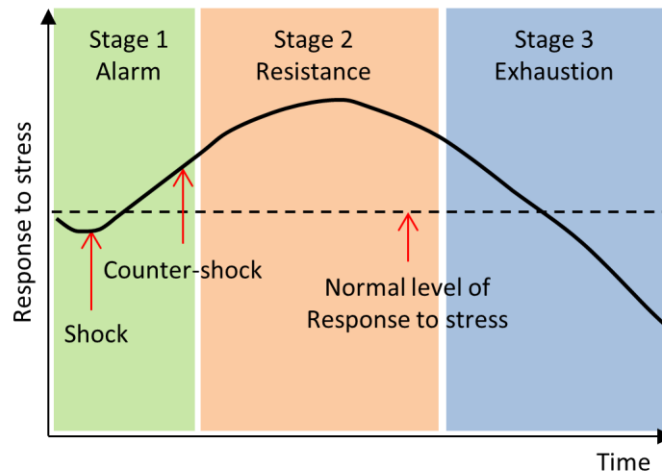 Stage 1
Alarm
Stage 2
Resistance
Stage 3
Exhaustion
Response to stress
Counter-shock
Shock
Normal level of
Response to stress
Time